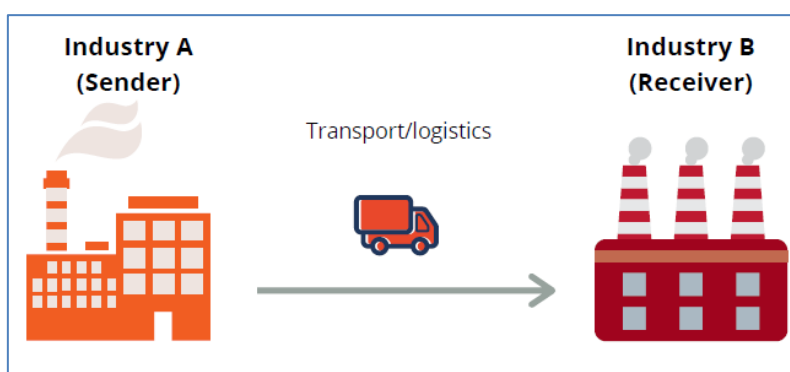 Industry A
(Sender)
Industry B
(Receiver)
Transport/logistics